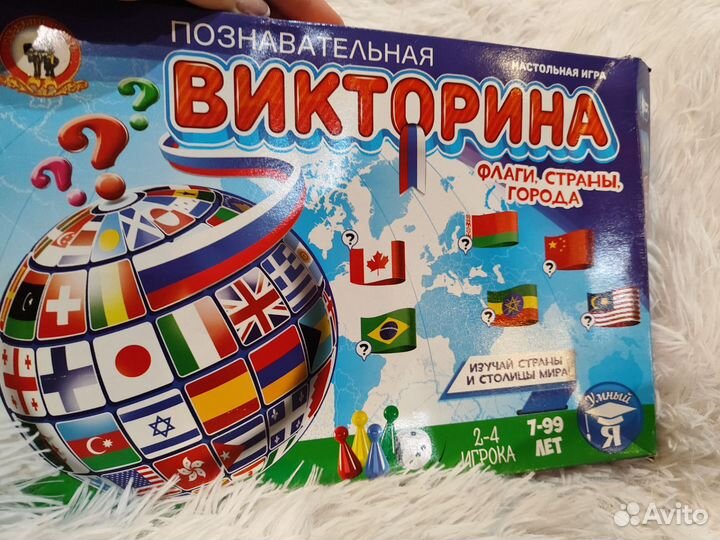 ПОЗНАВАТЕЛЬНАЯ
НАСТОЛЬНАЯ ИГРА
ВИКТОРИНА
ФЛАГИ, СТРАНЫ,
ГОРОДА
?
?
?
?
?
?
?
?
?
?
ИЗУЧАЙ СТРАНЫ
И СТОЛИЦЫ МИРА!
Умный
Я
2-4
ИГРОКА
7-99
ЛЕТ
Avito